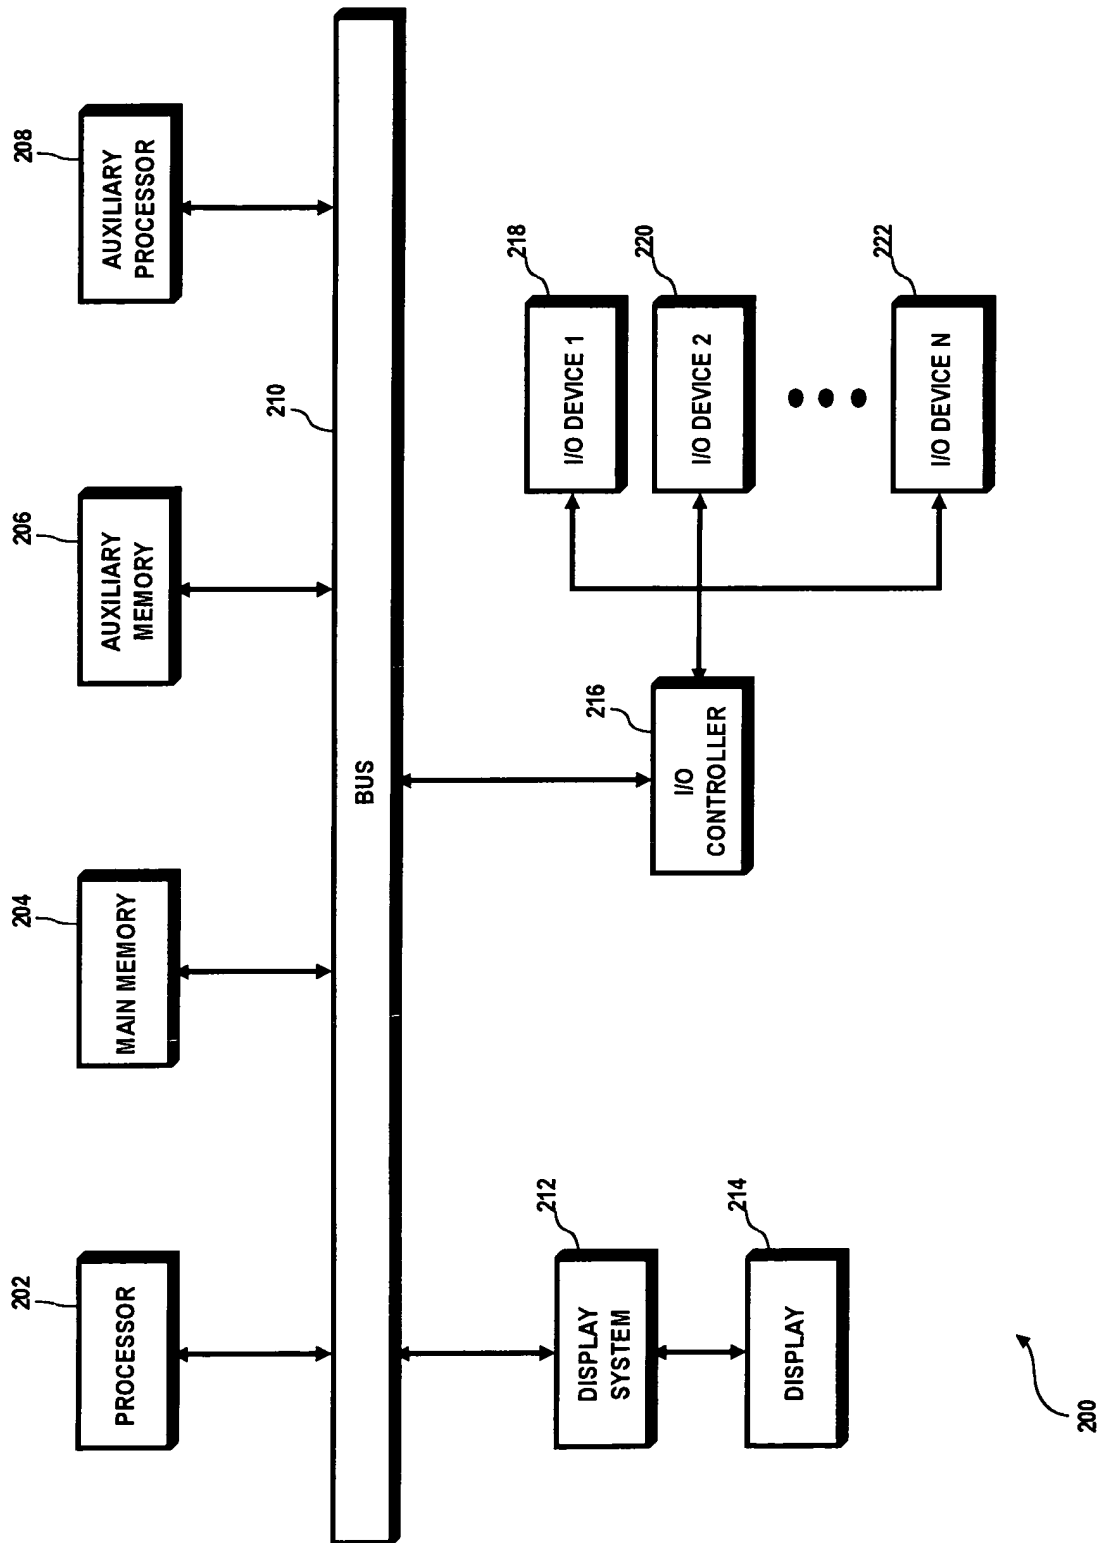 202
204
206
208
PROCESSOR
MAIN MEMORY
AUXILIARY
MEMORY
AUXILIARY
PROCESSOR
210
BUS
212
DISPLAY
SYSTEM
214
DISPLAY
216
I/O
CONTROLLER
218
I/O DEVICE 1
220
I/O DEVICE 2
222
I/O DEVICE N
200